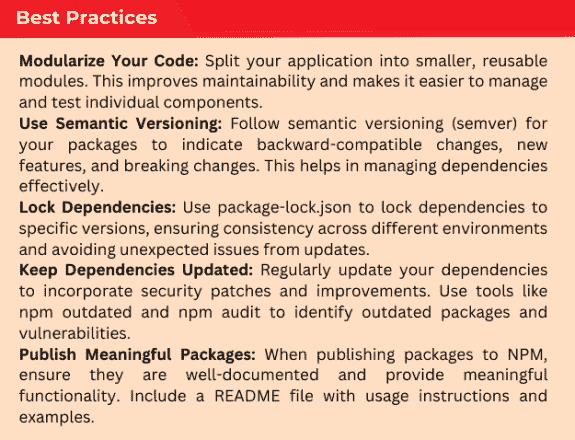 Best Practices
Modularize Your Code: Split your application into smaller, reusable
modules. This improves maintainability and makes it easier to manage
and test individual components.
Use Semantic Versioning: Follow semantic versioning (semver) for
your packages to indicate backward-compatible changes, new
features, and breaking changes. This helps in managing dependencies
effectively.
Lock Dependencies: Use package-lock.json to lock dependencies to
specific versions, ensuring consistency across different environments
and avoiding unexpected issues from updates.
Keep Dependencies Updated: Regularly update your dependencies
to incorporate security patches and improvements. Use tools like
npm outdated and npm audit to identify outdated packages and
vulnerabilities.
Publish Meaningful Packages: When publishing packages to NPM,
ensure they are well-documented and provide meaningful
functionality. Include a README file with usage instructions and
examples.